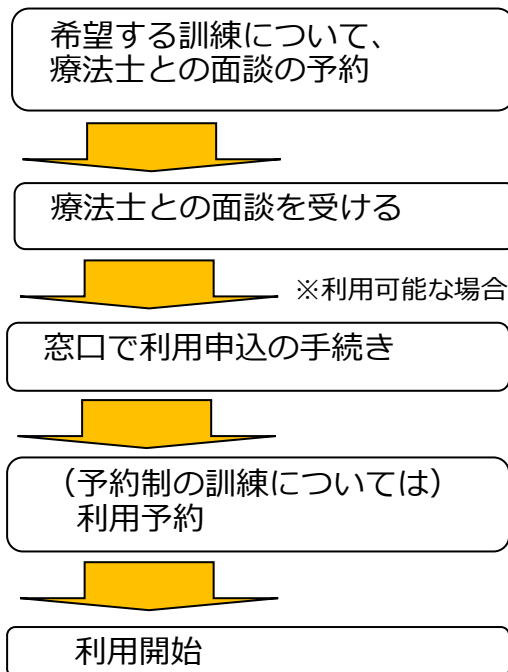 希望する訓練について、
療法士との面談の予約
療法士との面談を受ける
※利用可能な場合
窓口で利用申込の手続き
（予約制の訓練については）
利用予約
利用開始